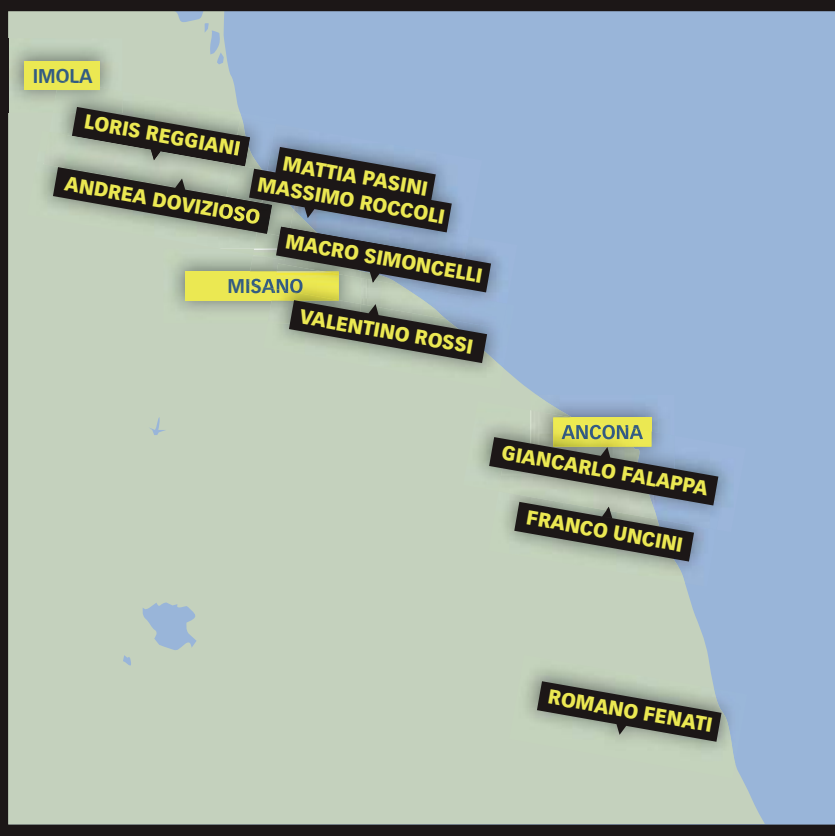 IMOLA
LORIS REGGIANI
MATTIA PASINI
MASSIMO ROCCOLI
ANDREA DOVIZIOSO
MACRO SIMONCELLI
MISANO
VALENTINO ROSSI
ANCONA
GIANCARLO FALAPPA
FRANCO UNCINI
ROMANO FENATI